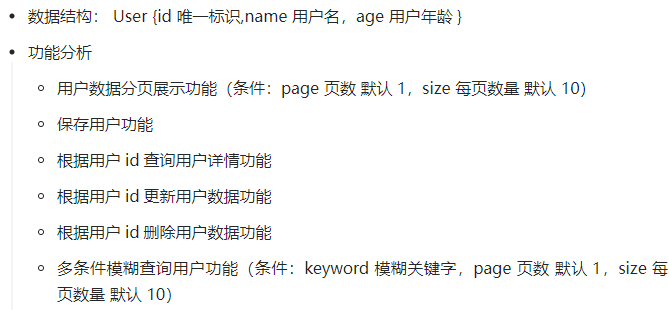 数据结构： User {id 唯一标识,name 用户名，age 用户年龄 }
功能分析
用户数据分页展示功能（条件：page 页数 默认 1，size 每页数量 默认 10）
保存用户功能
根据用户 id 查询用户详情功能
根据用户 id 更新用户数据功能
根据用户 id 删除用户数据功能
多条件模糊查询用户功能（条件：keyword 模糊关键字，page 页数 默认 1，size 每
页数量 默认 10）